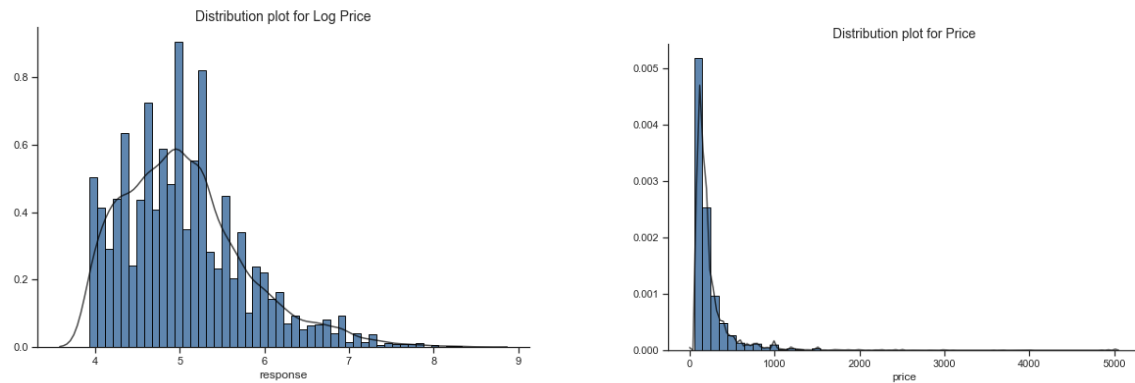 Distribution plot for Log Price
0.8
0.6
0.4
0.2
0.0
4 5 6 7 8 9
response
Distribution plot for Price
0.005
0.004
0.003
0.002
0.001
0.000
0 1000 2000 3000 4000 5000
price